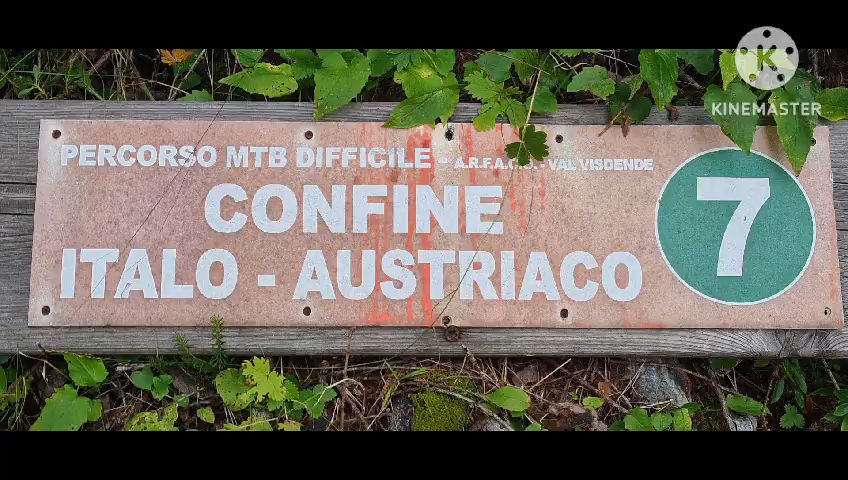 PERCORSO MTB DIFFICILE - A.R.F.A.C.S.- VAL VISDENDE
CONFINE
ITALO - AUSTRIACO
7
K
KINEMASTER